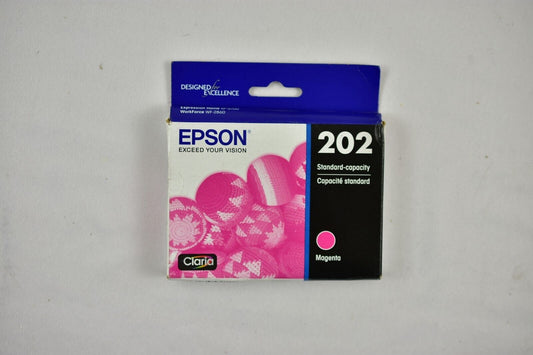 DESIGNED for
EXCELLENCE
WorkForce WF-2860
EPSON®
EXCEED YOUR VISION
202
Standard-capacity
Capacité standard
Magenta
Claria